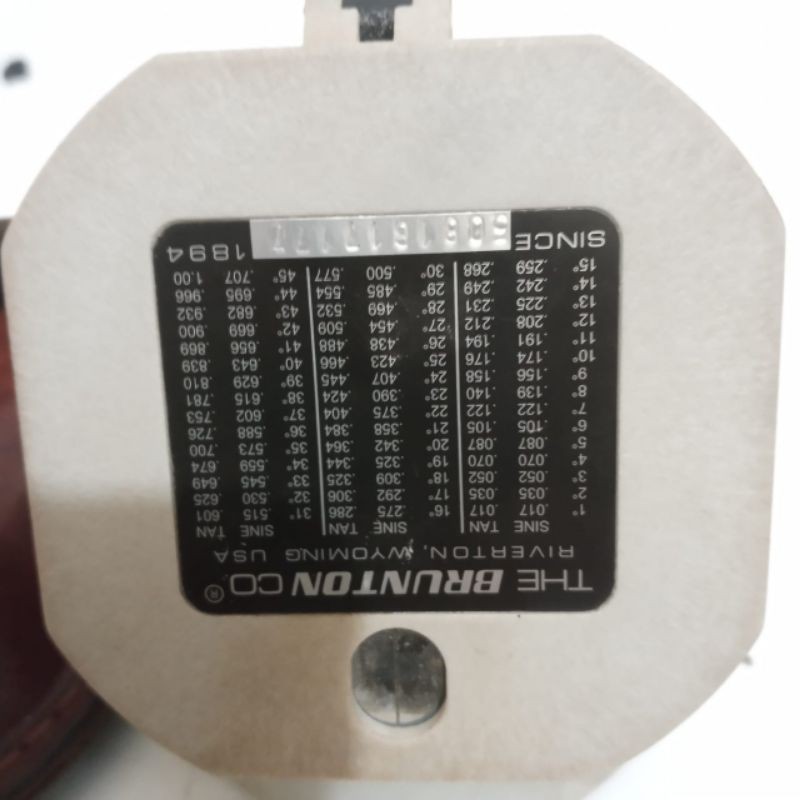 THE BRUNTON CO.®
RIVERTON, WYOMING USA
SINE TAN SINE TAN SINE TAN
1° .017 .017 16° .275 .286 31° .515 .601
2° .035 .035 17° .292 .306 32° .530 .625
3° .052 .052 18° .309 .325 33° .545 .649
4° .070 .070 19° .325 .344 34° .559 .674
5° .087 .087 20° .342 .364 35° .573 .700
6° .105 .105 21° .358 .384 36° .588 .726
7° .122 .122 22° .375 .404 37° .602 .753
8° .139 .140 23° .390 .424 38° .615 .781
9° .156 .158 24° .407 .445 39° .629 .810
10° .174 .176 25° .423 .466 40° .643 .839
11° .191 .194 26° .438 .488 41° .656 .869
12° .208 .212 27° .454 .509 42° .669 .900
13° .225 .231 28° .469 .532 43° .682 .932
14° .242 .249 29° .485 .554 44° .695 .966
15° .259 .268 30° .500 .577 45° .707 1.00
SINCE 1894